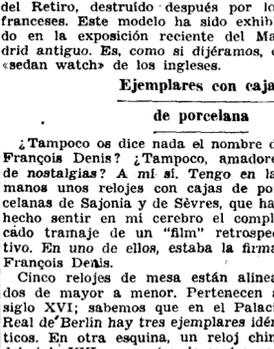 del Retiro, destruído después por lo
franceses. Este modelo ha sido exhibi
do en la exposición reciente del Ma
drid antiguo. Es, como si dijéramos, e
«sedan watch» de los ingleses.
Ejemplares con caja
de porcelana
¿Tampoco os dice nada el nombre d
François Denis? ¿Tampoco, amadore
de nostalgias? A mí sí. Tengo en la
manos unos relojes con cajas de po
celanas de Sajonia y de Sèvres, que ha
hecho sentir en mi cerebro el compl
cado tramaje de un "film" retrospe
tivo. En uno de ellos, estaba la firma
François Denis.
Cinco relojes de mesa están alinea
dos de mayor a menor. Pertenecen a
siglo XVI; sabemos que en el Palaci
Real de Berlín hay tres ejemplares idé
ticos. En otra esquina, un reloj chin